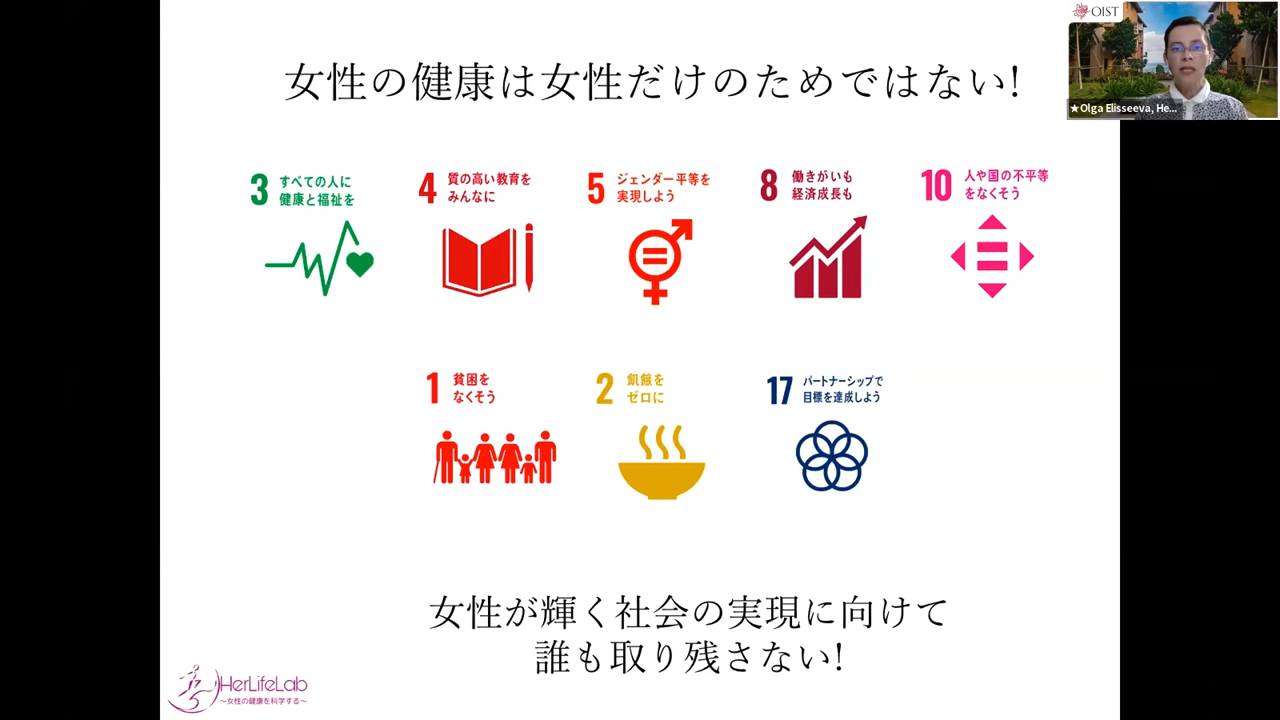 女性の健康は女性だけのためではない!
OIST
★Olga Elisseeva, He...
3 すべての人に
健康と福祉を
4 質の高い教育を
みんなに
5 ジェンダー平等を
実現しよう
8 働きがいも
経済成長も
10 人や国の不平等
をなくそう
1 貧困を
なくそう
2 飢餓を
ゼロに
17 パートナーシップで
目標を達成しよう
女性が輝く社会の実現に向けて
誰も取り残さない!
HerLifeLab
～女性の健康を科学する～